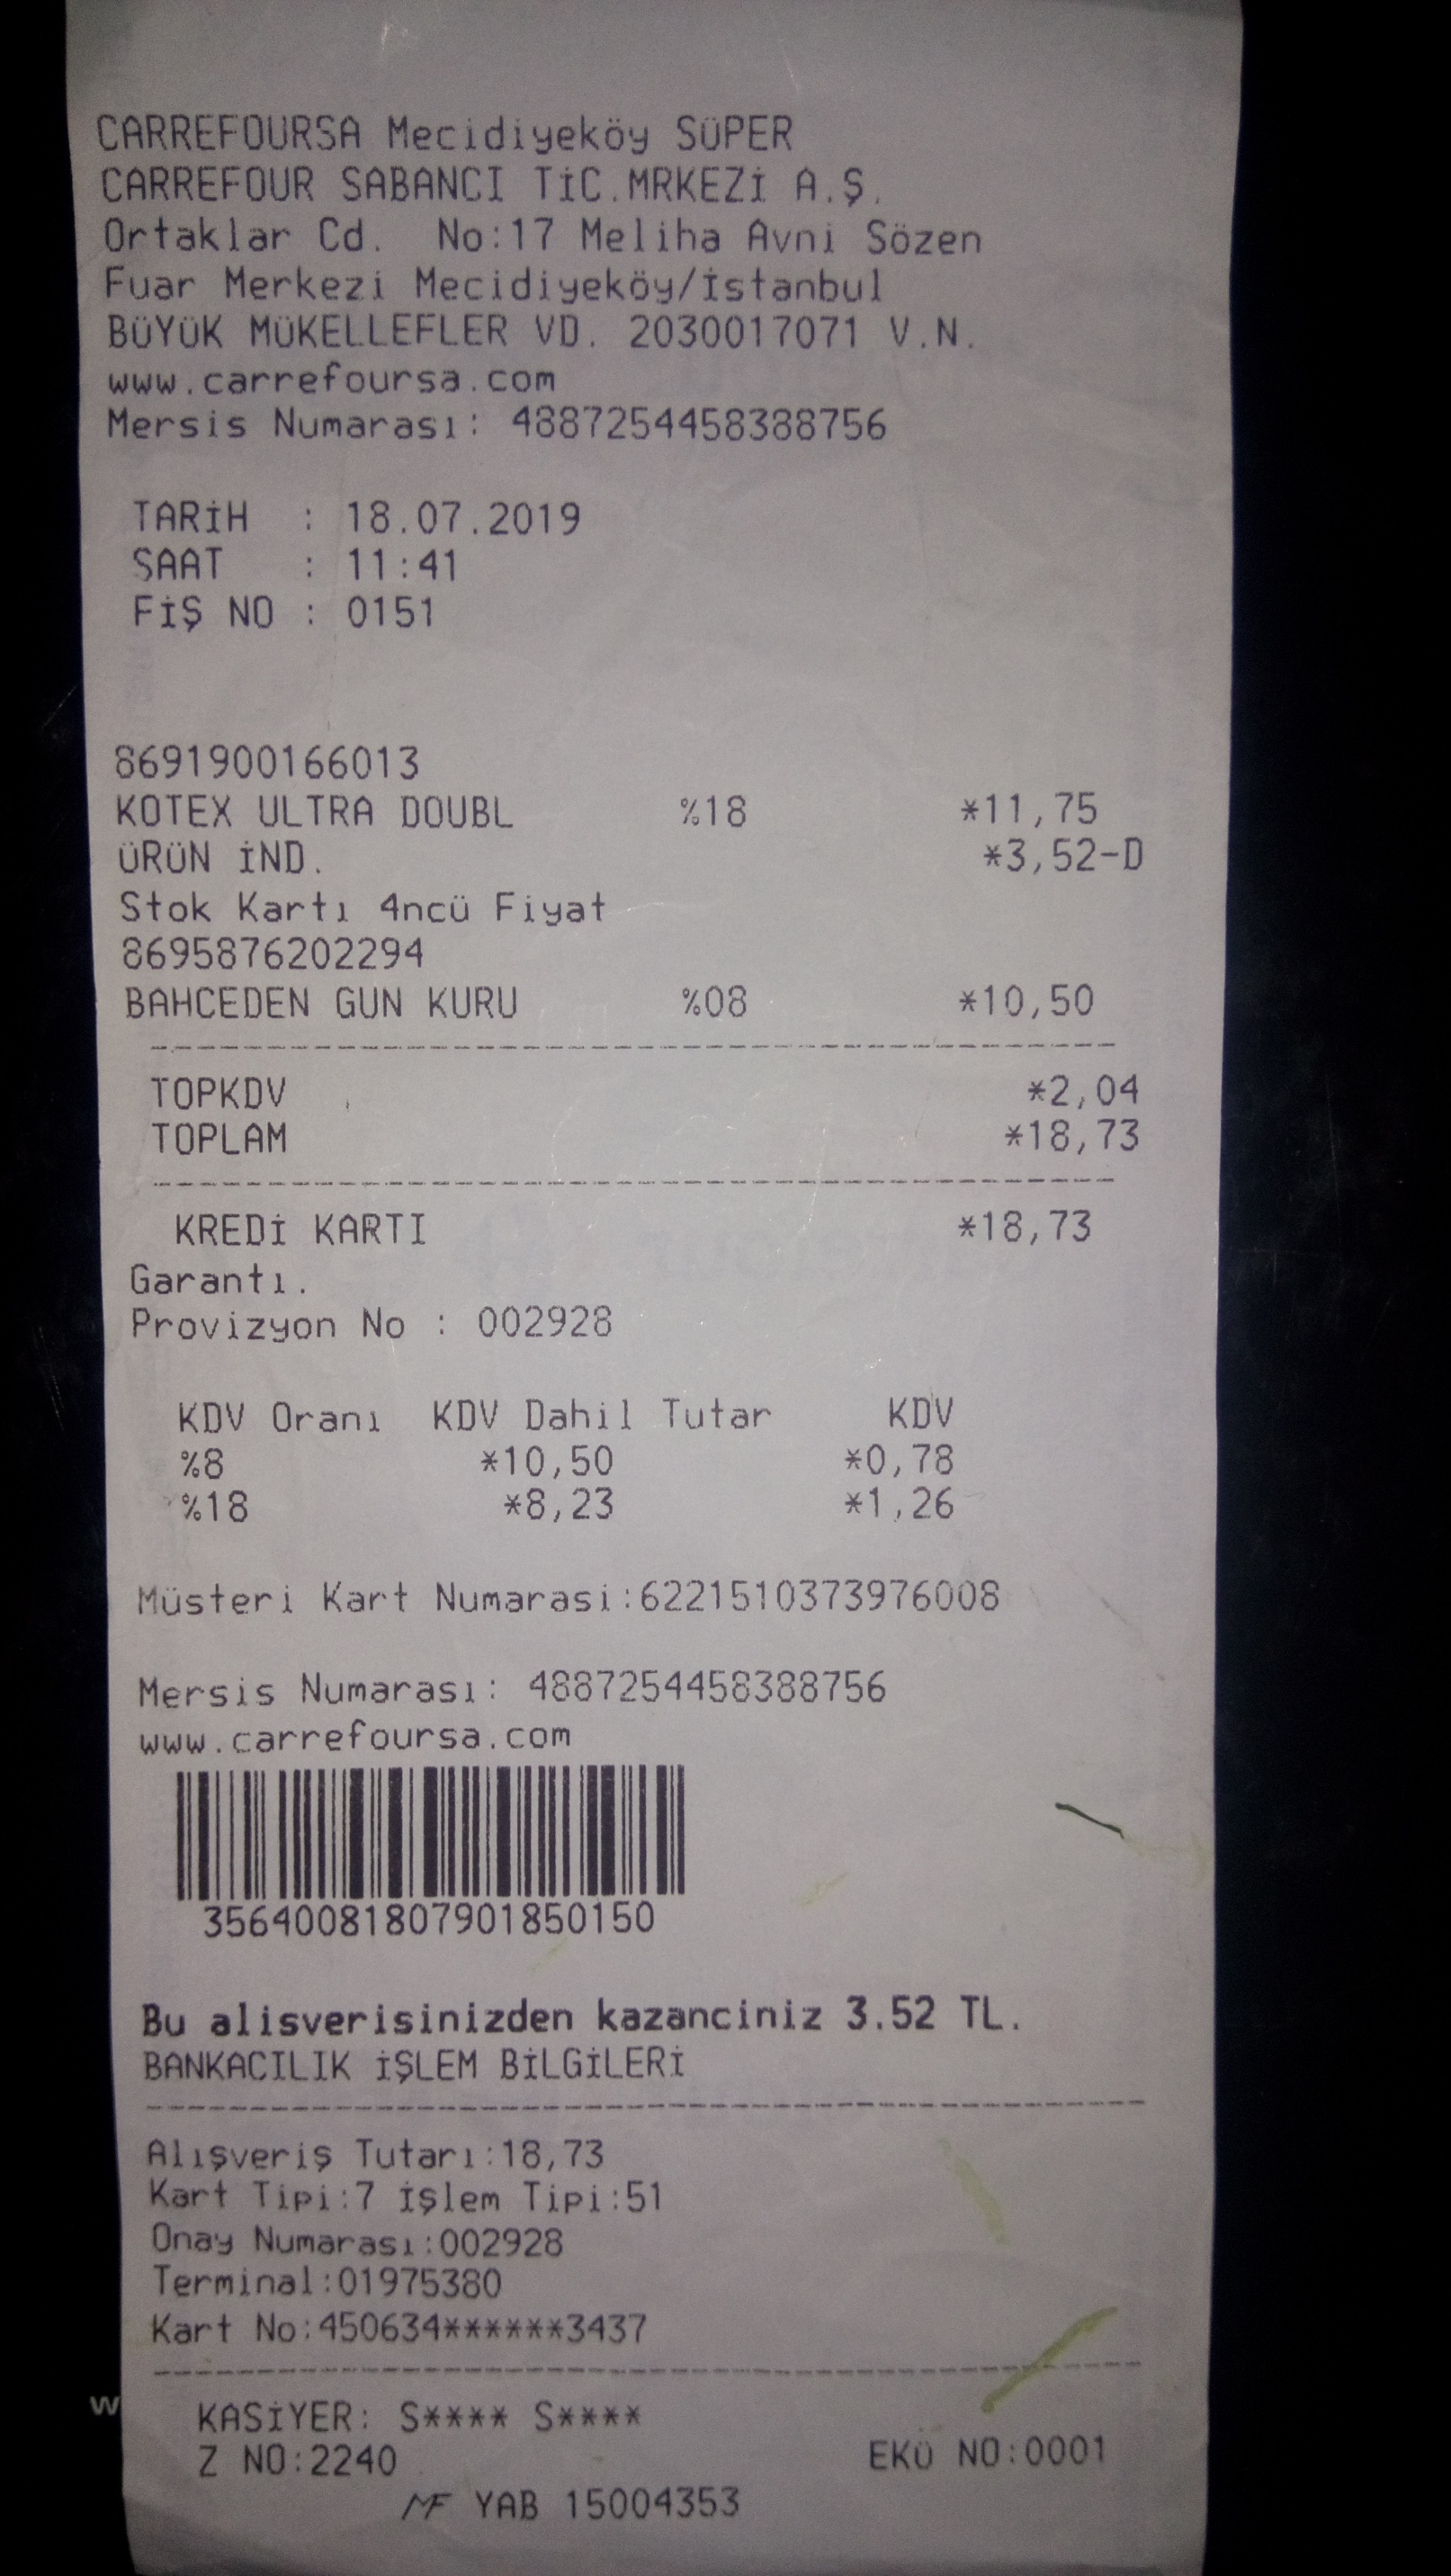 CARREFOURSA Mecidiyeköy SÜPER
CARREFOUR SABANCI TİC.MRKEZİ A.Ş.
Ortaklar Cd. No:17 Meliha Avni Sözen
Fuar Merkezi Mecidiyeköy/İstanbul
BÜYÜK MÜKELLEFLER VD. 2030017071 V.N.
www.carrefoursa.com
Mersis Numarası: 4887254458388756
TARİH : 18.07.2019
SAAT : 11:41
FİŞ NO : 0151
8691900166013
KOTEX ULTRA DOUBL %18 *11,75
ÜRÜN İND. *3,52-D
Stok Kartı 4ncü Fiyat
8695876202294
BAHCEDEN GUN KURU %08 *10,50
TOPKDV *2,04
TOPLAM *18,73
KREDİ KARTI *18,73
Garantı.
Provizyon No : 002928
KDV Oranı KDV Dahil Tutar KDV
%8 *10,50 *0,78
%18 *8,23 *1,26
Müsteri Kart Numarasi:6221510373976008
Mersis Numarası: 4887254458388756
www.carrefoursa.com
35640081807901850150
Bu alisverisinizden kazanciniz 3.52 TL.
BANKACILIK İŞLEM BİLGİLERİ
Alışveriş Tutarı:18,73
Kart Tipi:7 İşlem Tipi:51
Onay Numarası:002928
Terminal:01975380
Kart No:450634******3437
KASİYER: S**** S****
Z NO:2240 EKÜ NO:0001
MF YAB 15004353